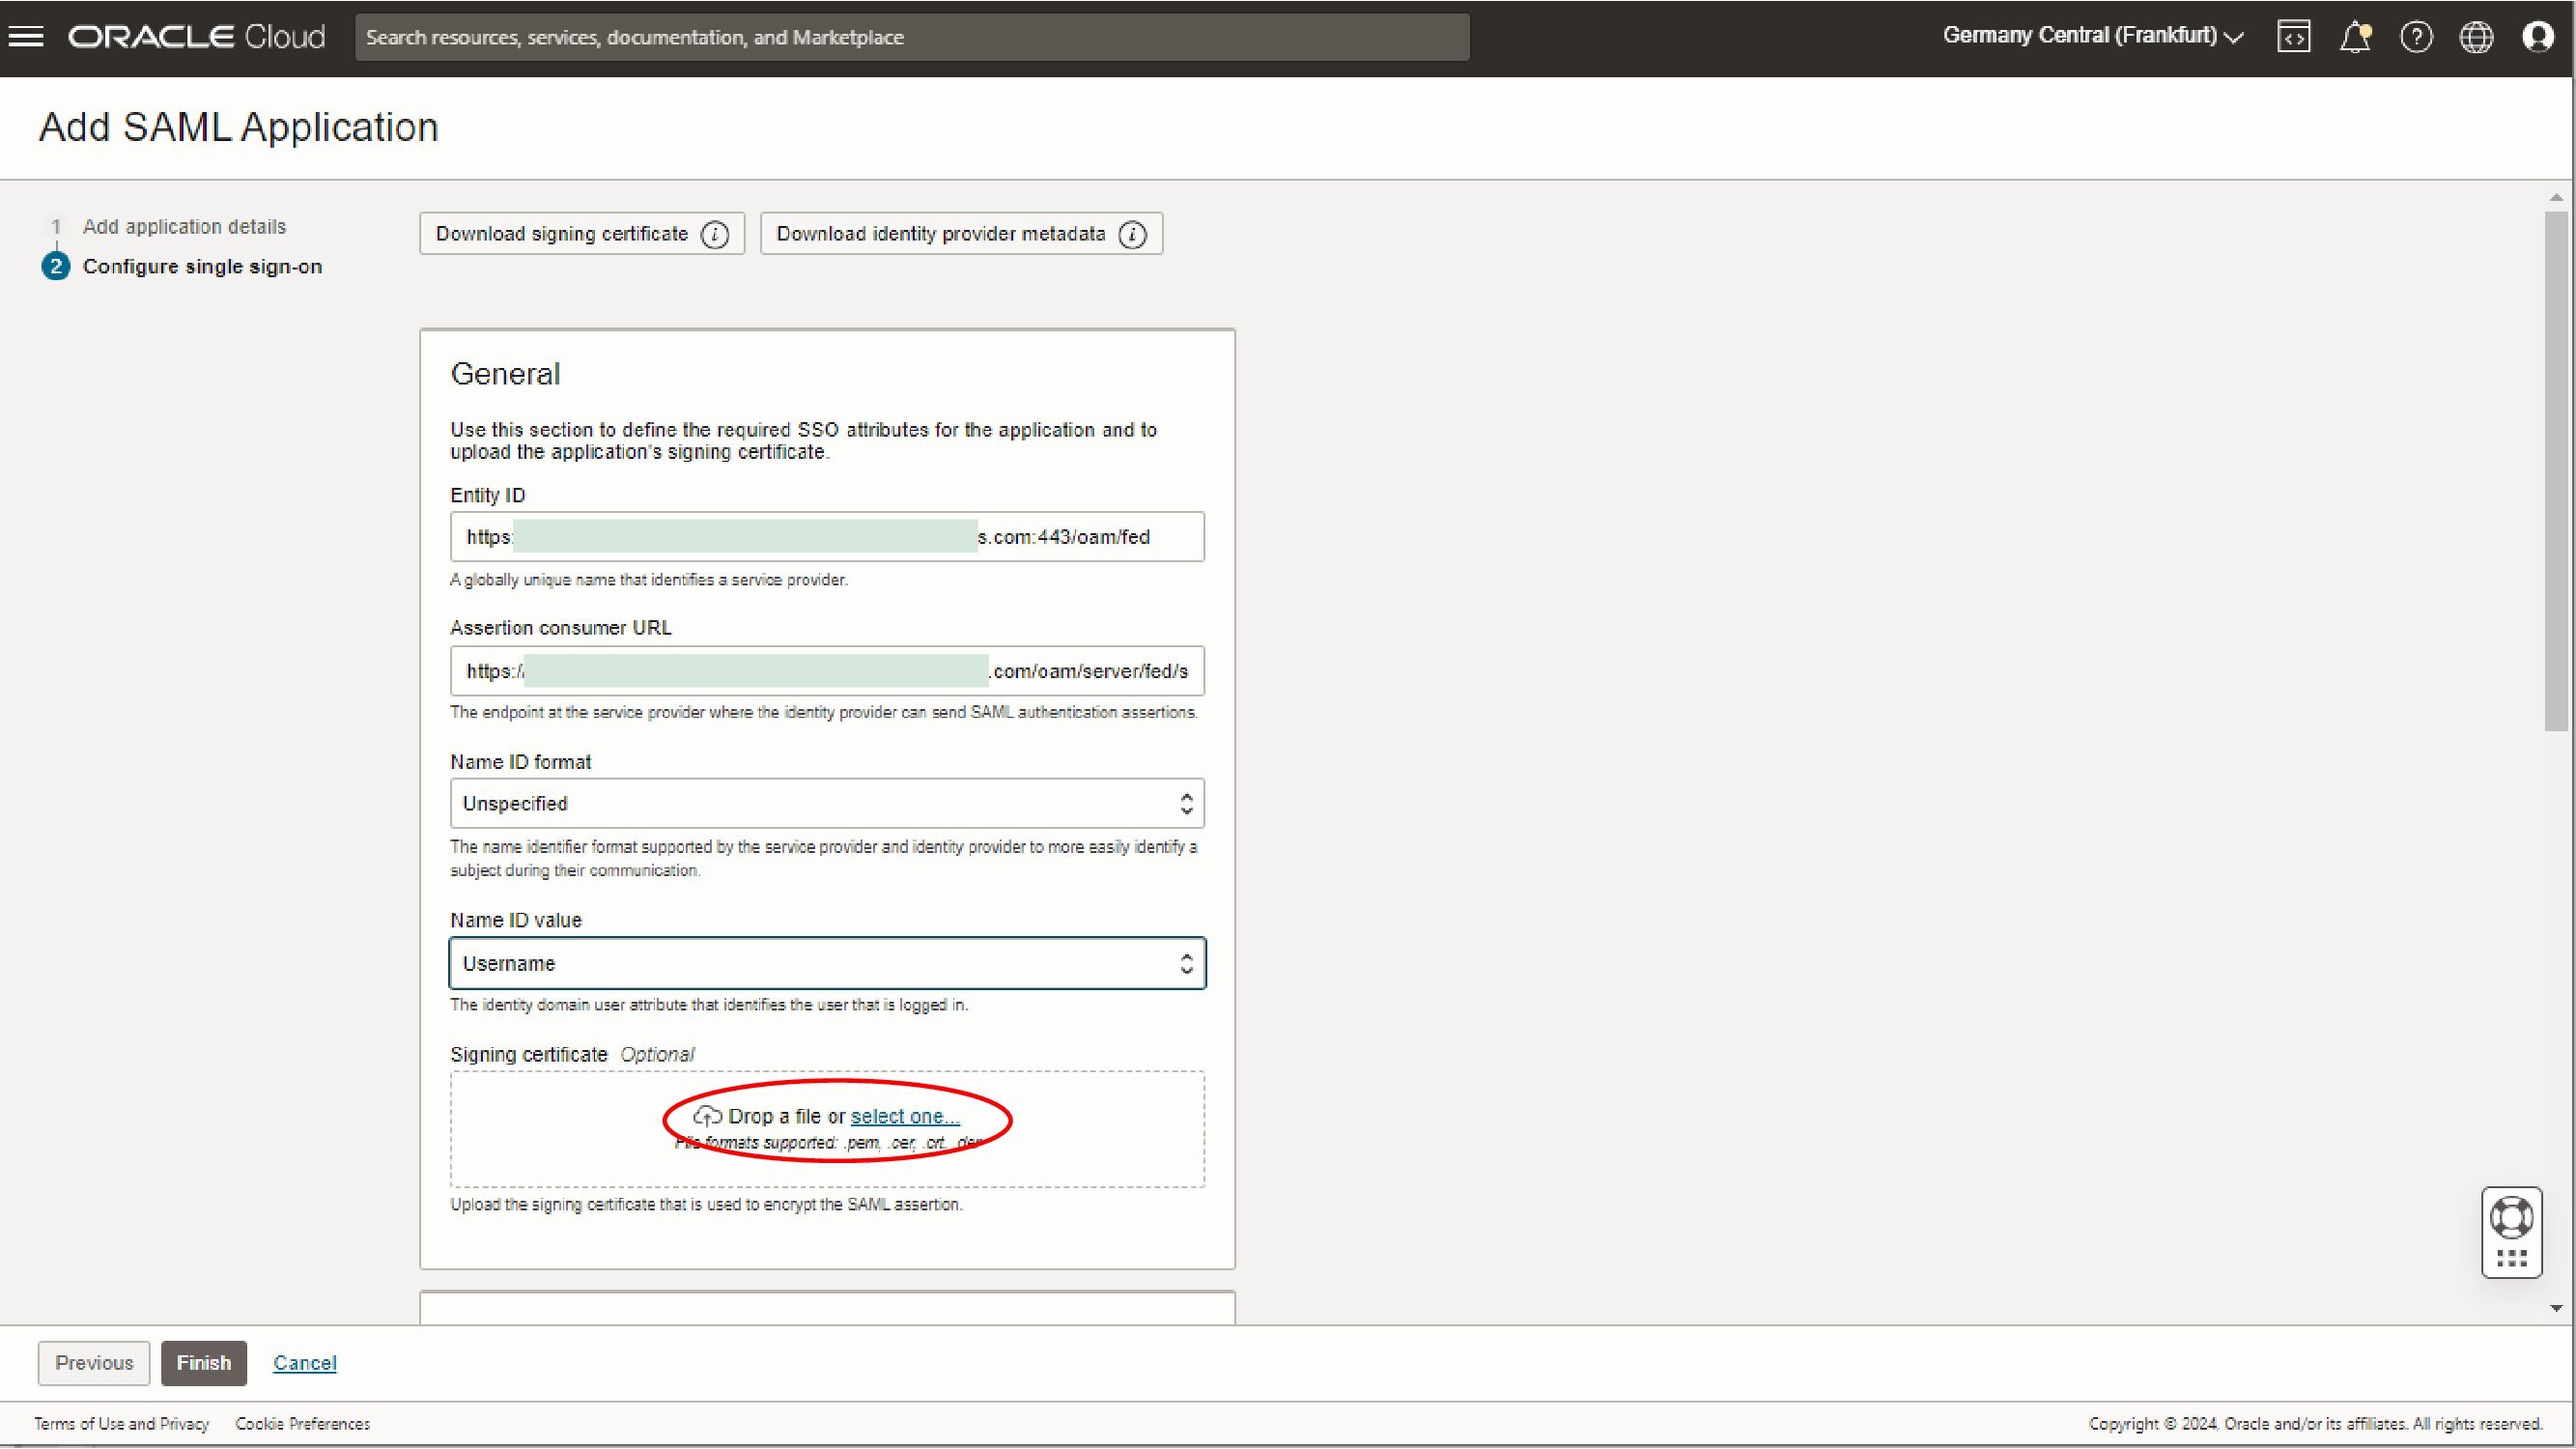 ORACLE Cloud
Search resources, services, documentation, and Marketplace
Germany Central (Frankfurt)
Add SAML Application
1 Add application details
2 Configure single sign-on
Download signing certificate i
Download identity provider metadata i
General
Use this section to define the required SSO attributes for the application and to
upload the application's signing certificate.
Entity ID
https: s.com:443/oam/fed
A globally unique name that identifies a service provider.
Assertion consumer URL
https:// .com/oam/server/fed/s
The endpoint at the service provider where the identity provider can send SAML authentication assertions.
Name ID format
Unspecified
The name identifier format supported by the service provider and identity provider to more easily identify a
subject during their communication.
Name ID value
Username
The identity domain user attribute that identifies the user that is logged in.
Signing certificate Optional
Drop a file or select one...
File formats supported: .pem, .cer, .crt, .der
Upload the signing certificate that is used to encrypt the SAML assertion.
Previous
Finish
Cancel
Terms of Use and Privacy
Cookie Preferences
Copyright © 2024, Oracle and/or its affiliates. All rights reserved.